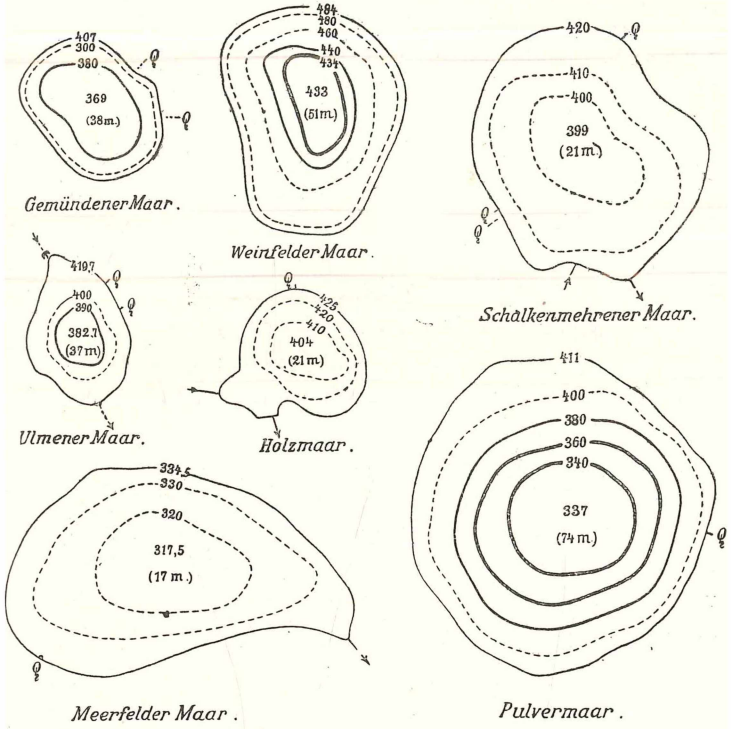 407
300
380
369
(38m.)
Q
Q
Gemündener Maar.
484
480
460
440
434
433
(51m.)
Weinfelder Maar.
420
Q
410
400
399
(21m.)
Q
Q
Schalkenmehrener Maar.
419,7
Q
400
Q
390
382.7
(37m)
Ulmener Maar.
Q
425
420
410
404
(21m)
Holzmaar.
334,5
330
320
317,5
(17 m.)
Q
Meerfelder Maar.
411
400
380
360
340
337
(74 m.)
Q
Pulvermaar.